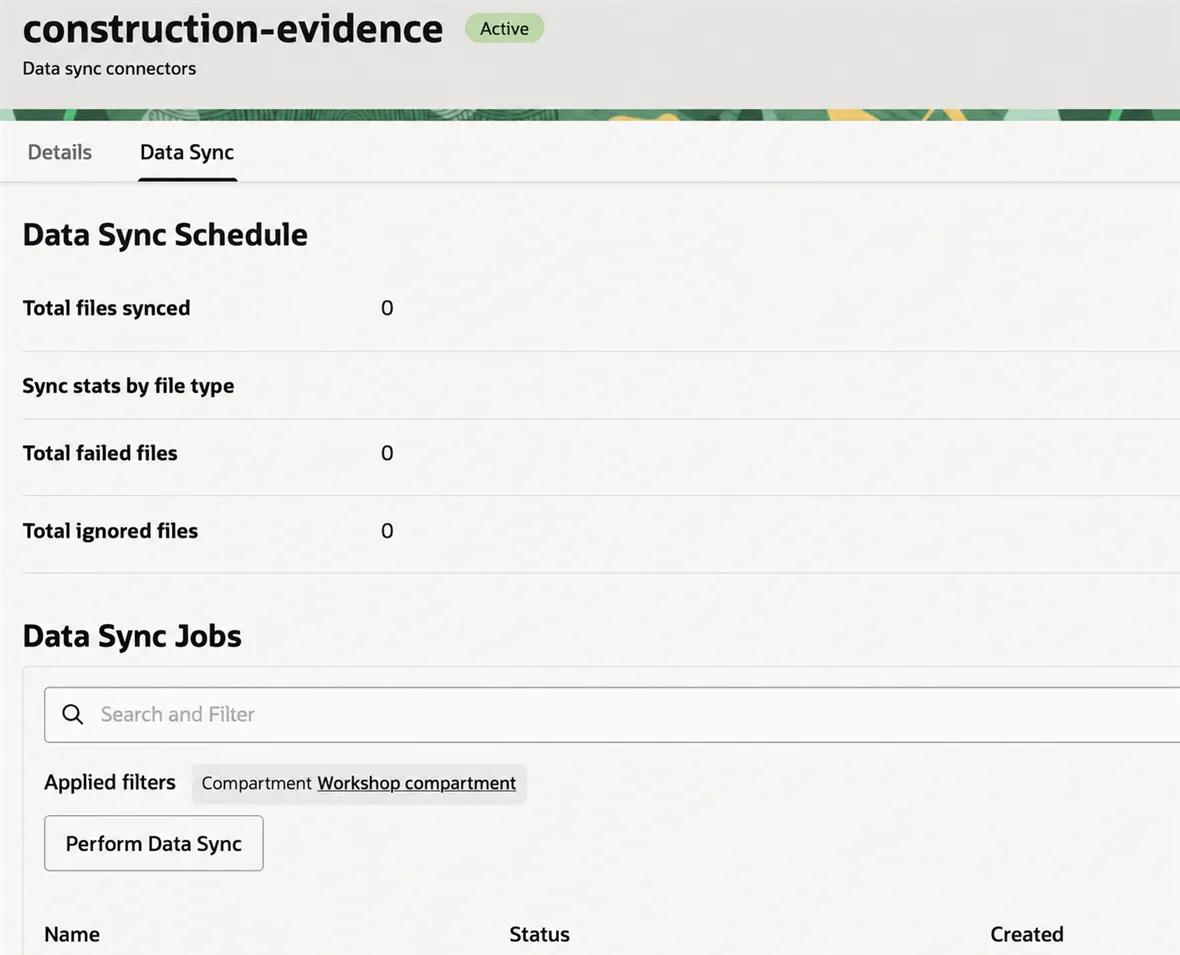 construction-evidence Active
Data sync connectors
Details Data Sync
Data Sync Schedule
Total files synced 0
Sync stats by file type
Total failed files 0
Total ignored files 0
Data Sync Jobs
Search and Filter
Applied filters Compartment Workshop compartment
Perform Data Sync
Name Status Created